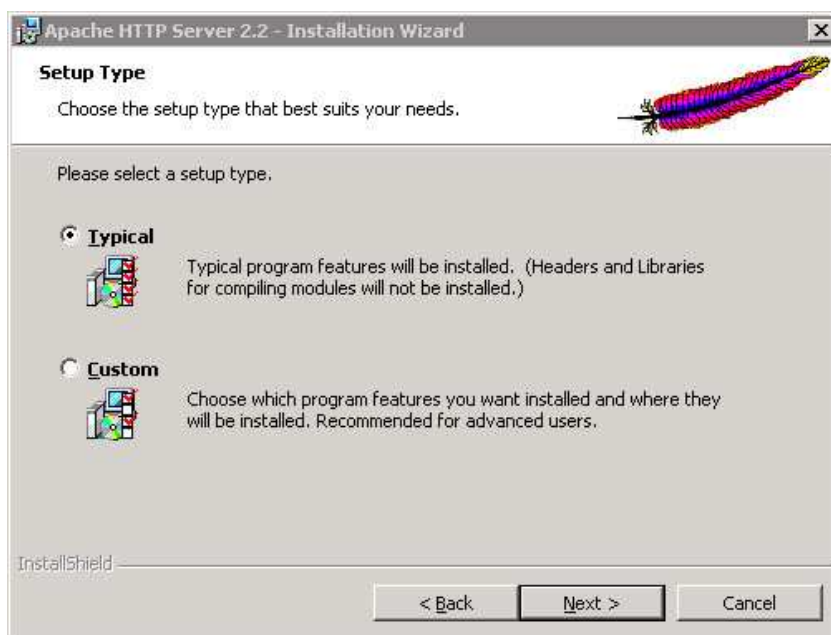 Apache HTTP Server 2.2 - Installation Wizard
Setup Type
Choose the setup type that best suits your needs.
Please select a setup type.
Typical
Typical program features will be installed. (Headers and Libraries
for compiling modules will not be installed.)
Custom
Choose which program features you want installed and where they
will be installed. Recommended for advanced users.
InstallShield
< Back
Next >
Cancel